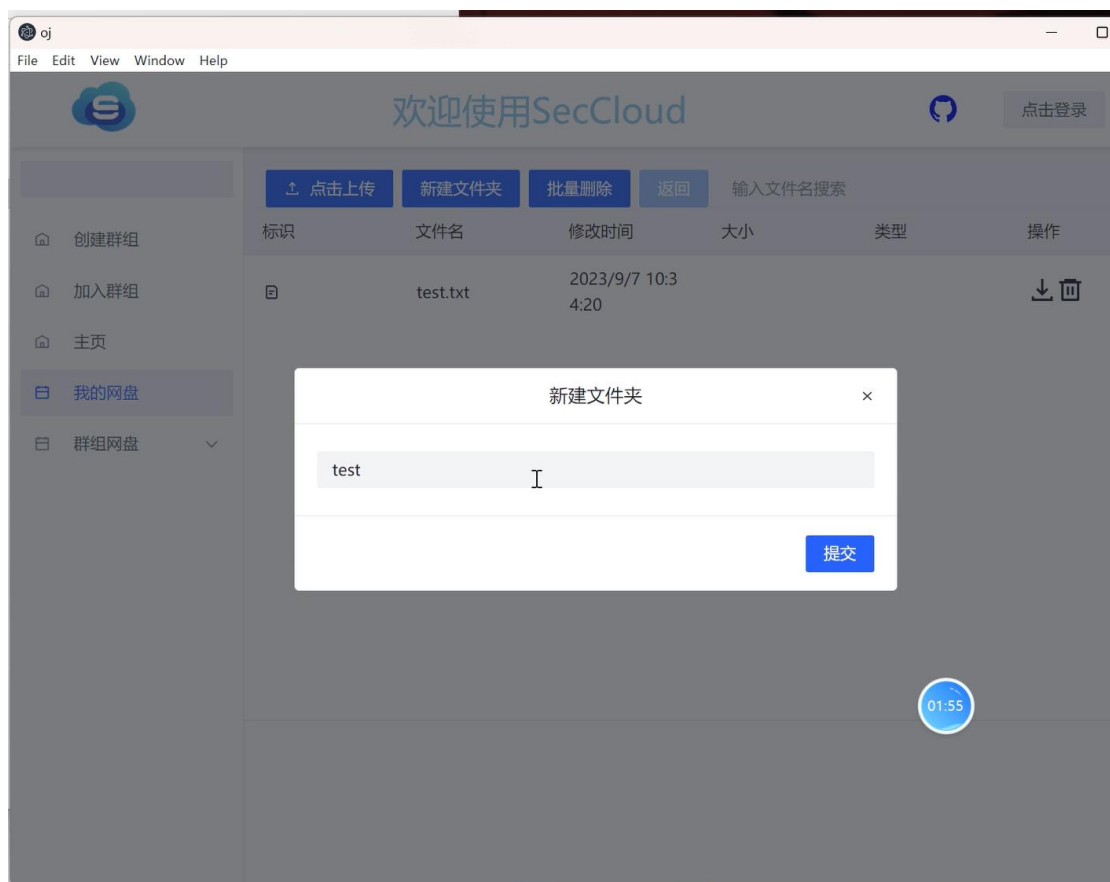 oj
File Edit View Window Help
S
欢迎使用SecCloud
点击登录
点击上传 新建文件夹 批量删除 返回 输入文件名搜索
标识 文件名 修改时间 大小 类型 操作
创建群组
加入群组
主页
我的网盘
群组网盘
test.txt
2023/9/7 10:3
4:20
新建文件夹
test
提交
01:55